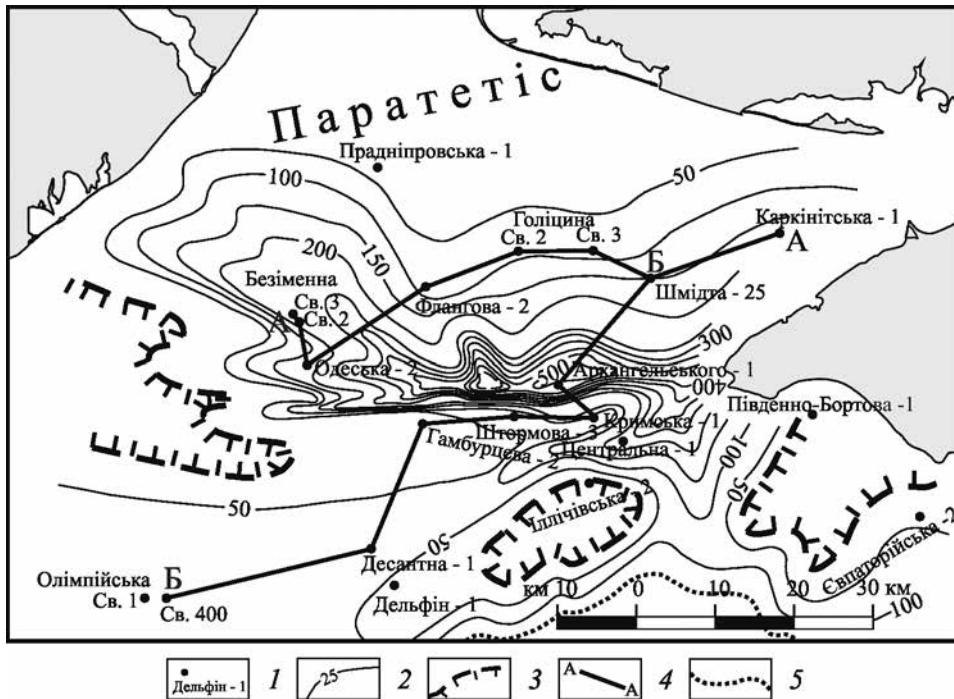 Паратетіс
Прадніпровська - 1
50
100
Голіцина
Св. 2
Св. 3
Каркінітська - 1
А
150
200
Безіменна
Св. 3
А
Св. 2
Б
Шмідта - 25
Флангова - 2
300
Одеська - 2
500
Архангельського - 1
400
Південно-Бортова - 1
Кримська - 1
Штормова - 3
Гамбурцева - 2
Центральна - 1
100
50
50
Іллічівська - 2
50
Євпаторійська - 2
Десантна - 1
Олімпійська
Св. 1
Б
Св. 400
Дельфін - 1
км 10 0 10 20 30 км
100
Дельфін - 1
1
25
2
3
А
А
4
5